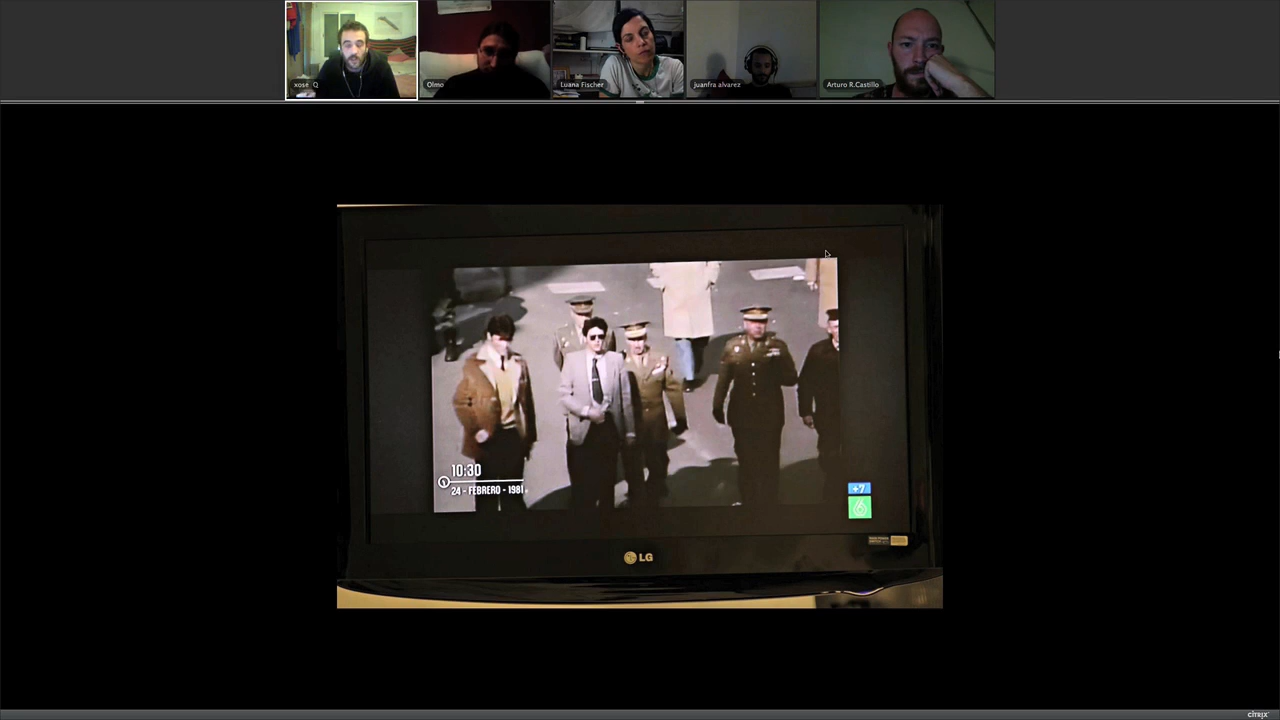 xose Q
Olmo
Luana Fischer
juanfra alvarez
Arturo R.Castillo
10:30
24 - FEBRERO - 1981
+7
6
LG
CITRIX